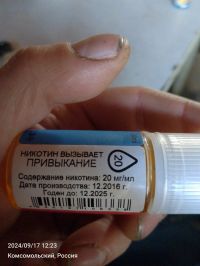 НИКОТИН ВЫЗЫВАЕТ
ПРИВЫКАНИЕ
20
Содержание никотина: 20 мг/мл
Дата производства: 12.2016 г.
Годен до: 12.2025 г.
2024/09/17 12:23
Комсомольский, Россия